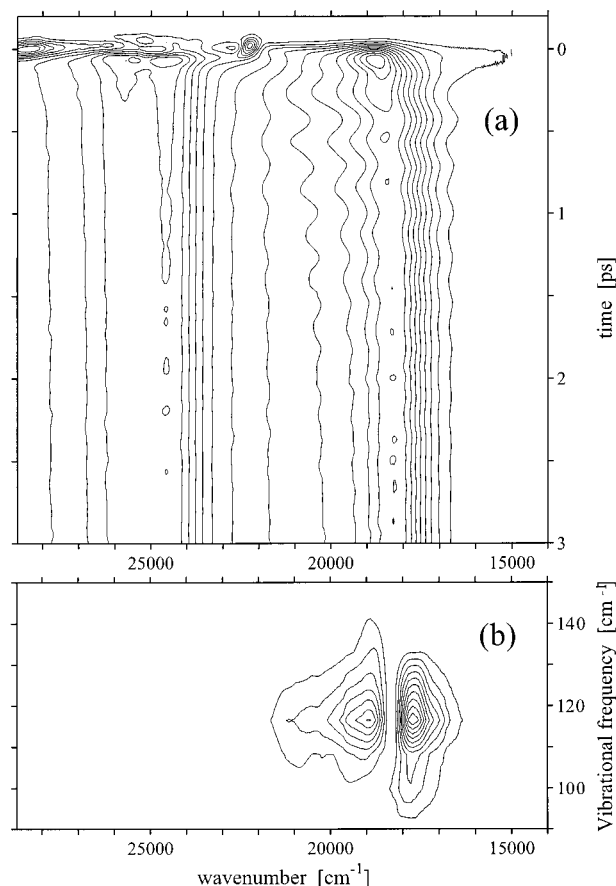 0
(a)
1
time [ps]
2
3
25000 20000 15000
(b)
140
120
100
Vibrational frequency [cm⁻¹]
25000 20000 15000
wavenumber [cm⁻¹]